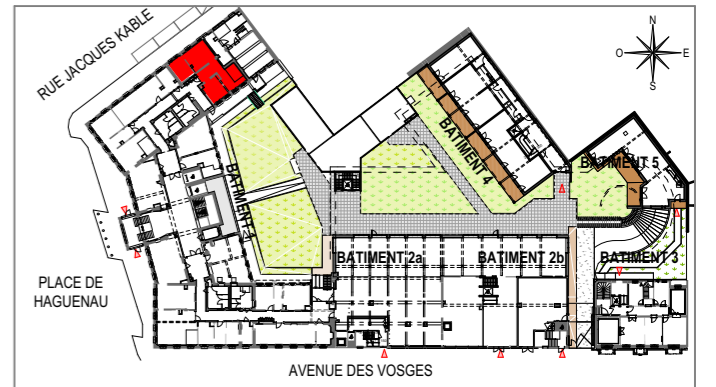 RUE JACQUES KABLE
N
O
E
S
BATIMENT 1
BATIMENT 4
BATIMENT 5
BATIMENT 2a
BATIMENT 2b
BATIMENT 3
PLACE DE
HAGUENAU
AVENUE DES VOSGES